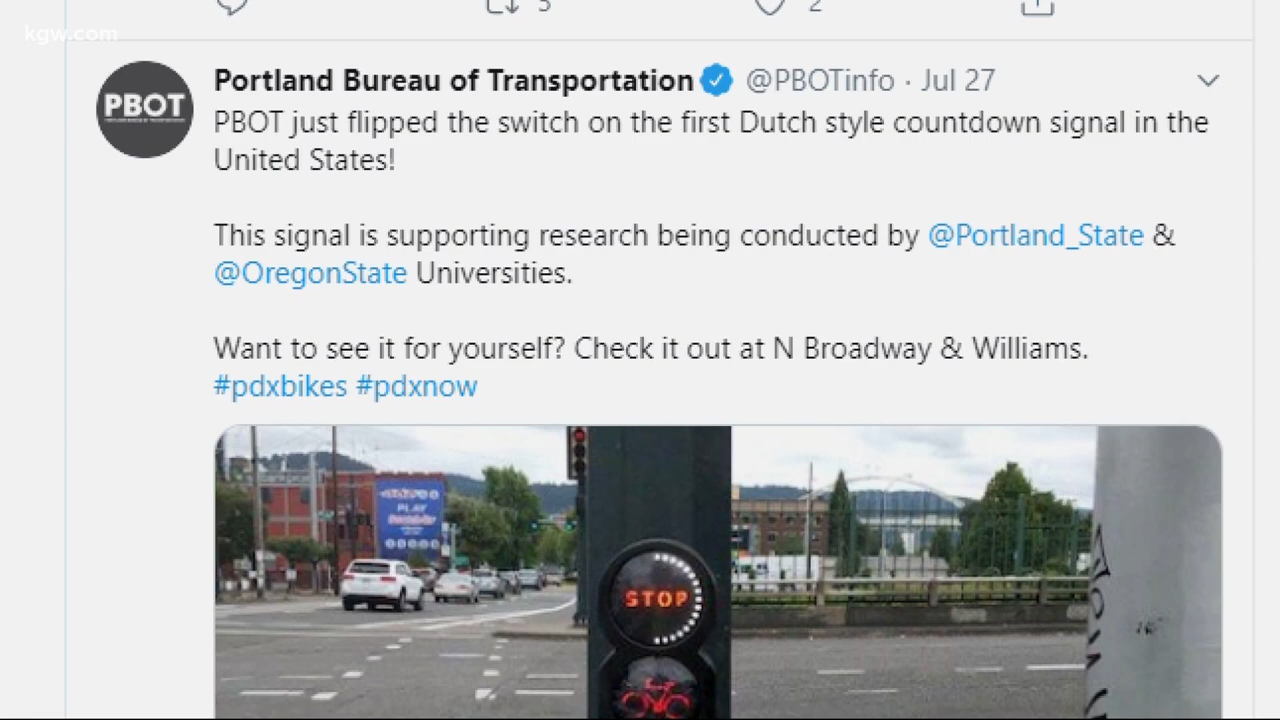 kgw.com
5 2
PBOT
Portland Bureau of Transportation @PBOTinfo · Jul 27
PBOT just flipped the switch on the first Dutch style countdown signal in the
United States!
This signal is supporting research being conducted by @Portland_State &
@OregonState Universities.
Want to see it for yourself? Check it out at N Broadway & Williams.
#pdxbikes #pdxnow
PLAY
STOP